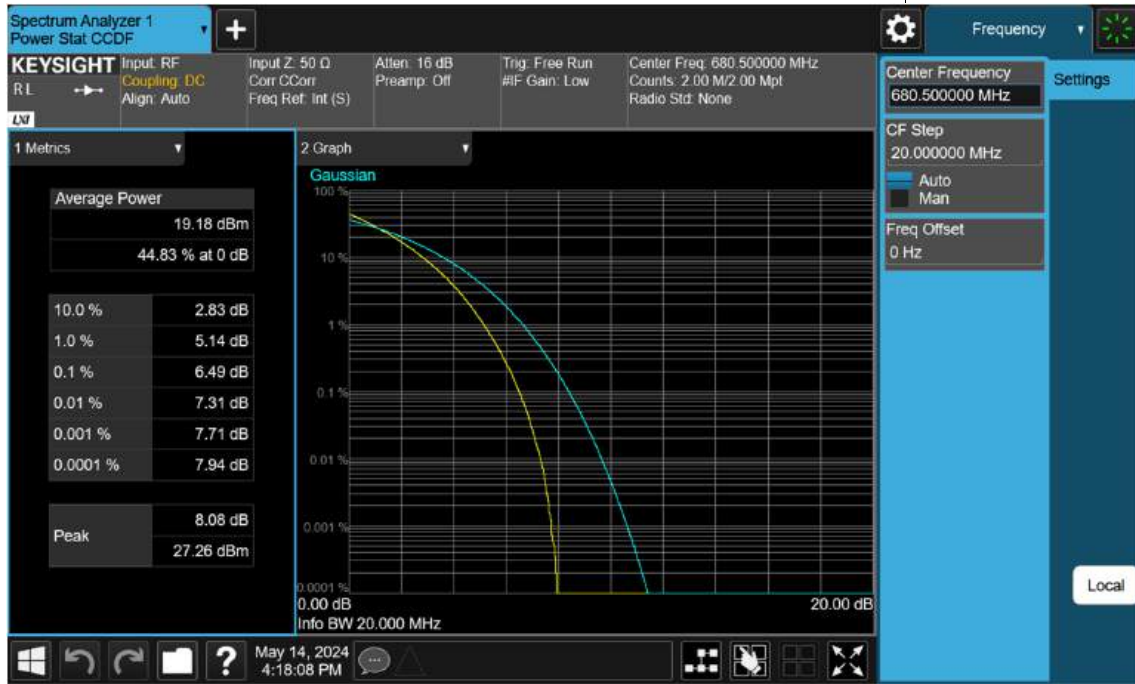 Spectrum Analyzer 1
Power Stat CCDF
Frequency
KEYSIGHT
R L
LXI
Input: RF
Coupling: DC
Align: Auto
Input Z: 50 Ω
Corr CCorr
Freq Ref: Int (S)
Atten: 16 dB
Preamp: Off
Trig: Free Run
#IF Gain: Low
Center Freq: 680.500000 MHz
Counts: 2.00 M/2.00 Mpt
Radio Std: None
Center Frequency
680.500000 MHz
Settings
CF Step
20.000000 MHz
Auto
Man
Freq Offset
0 Hz
1 Metrics
Average Power
19.18 dBm
44.83 % at 0 dB
10.0 % 2.83 dB
1.0 % 5.14 dB
0.1 % 6.49 dB
0.01 % 7.31 dB
0.001 % 7.71 dB
0.0001 % 7.94 dB
Peak
8.08 dB
27.26 dBm
2 Graph
Gaussian
100 %
10 %
1 %
0.1 %
0.01 %
0.001 %
0.0001 %
0.00 dB 20.00 dB
Info BW 20.000 MHz
Local
?
May 14, 2024
4:18:08 PM